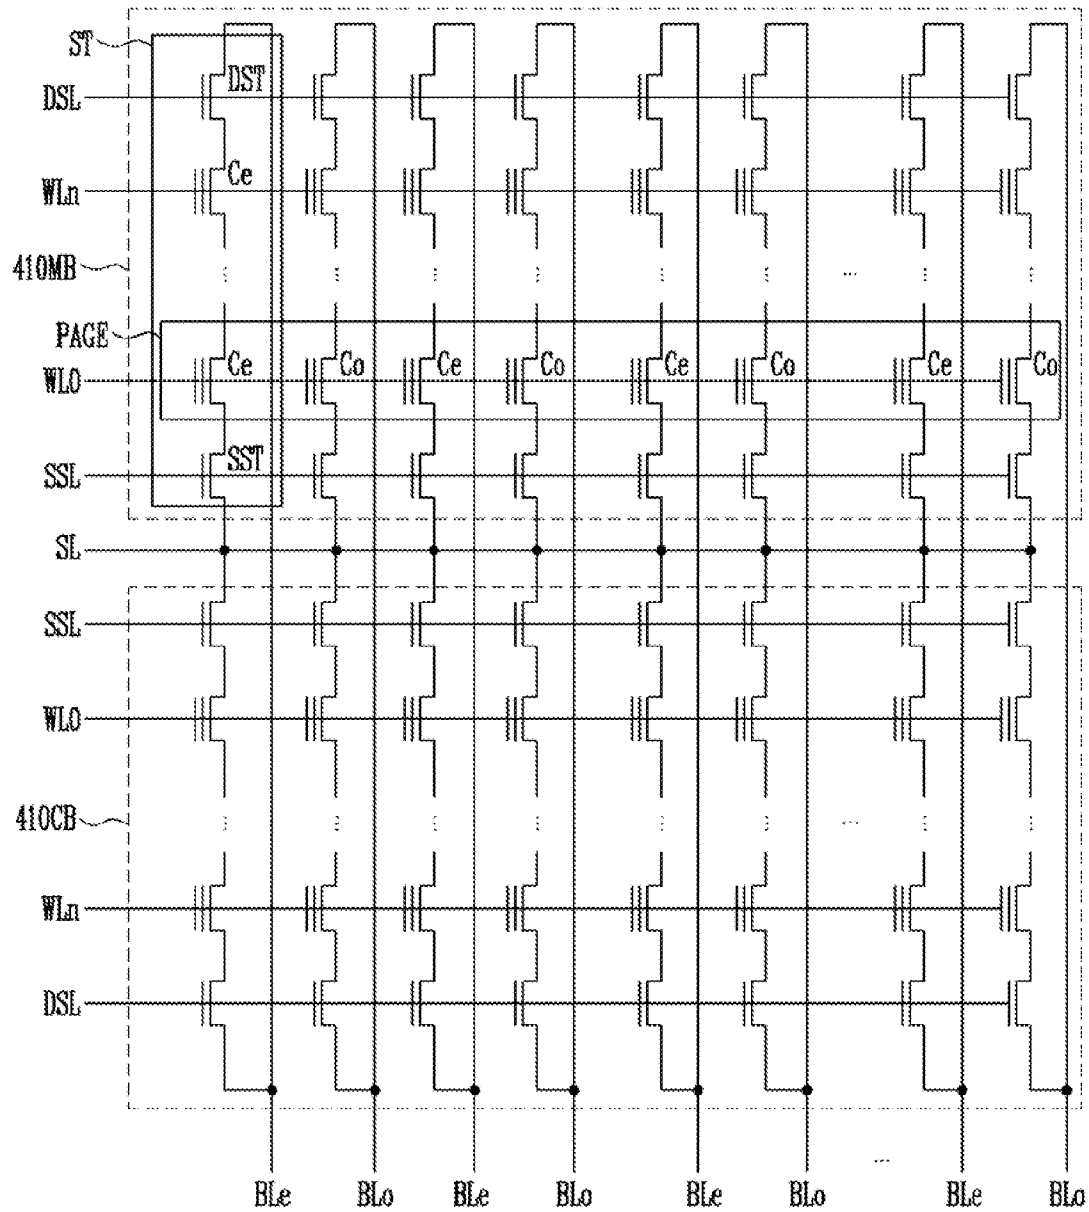 ST
DST
DSL
Ce
WLn
410MB
PAGE
Ce Co Ce Co Ce Co Ce Co
WL0
SST
SSL
SL
SSL
WL0
410CB
WLn
DSL
BLe BLo BLe BLo BLe BLo BLe BLo